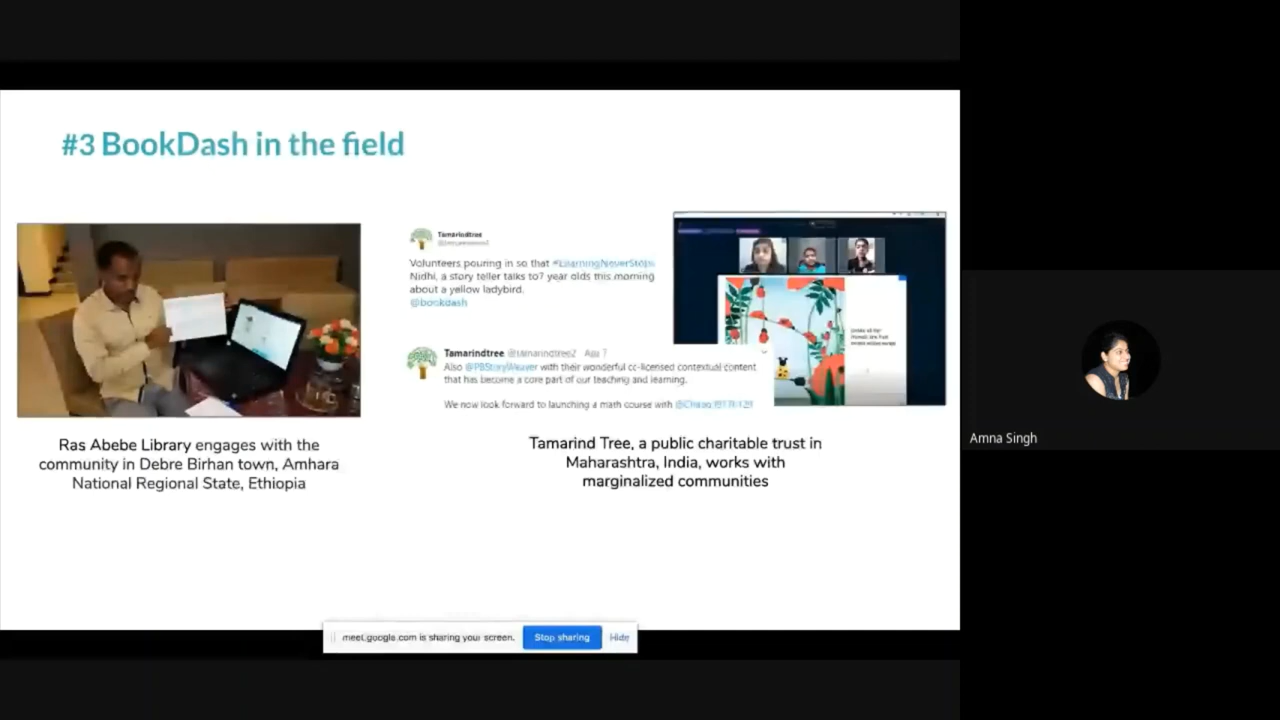 #3 BookDash in the field
Tamarindtree
Volunteers pouring in so that #LearningNeverStops
Nidhi, a story teller talks to7 year olds this morning
about a yellow ladybird.
@bookdash
Tamarindtree @tamarindtree2
Also @PBStoryWeaver with their wonderful cc-licensed contextual content
that has become a core part of our teaching and learning.
We now look forward to launching a math course with
Ras Abebe Library engages with the
community in Debre Birhan town, Amhara
National Regional State, Ethiopia
Tamarind Tree, a public charitable trust in
Maharashtra, India, works with
marginalized communities
Amna Singh
meet.google.com is sharing your screen. Stop sharing Hide